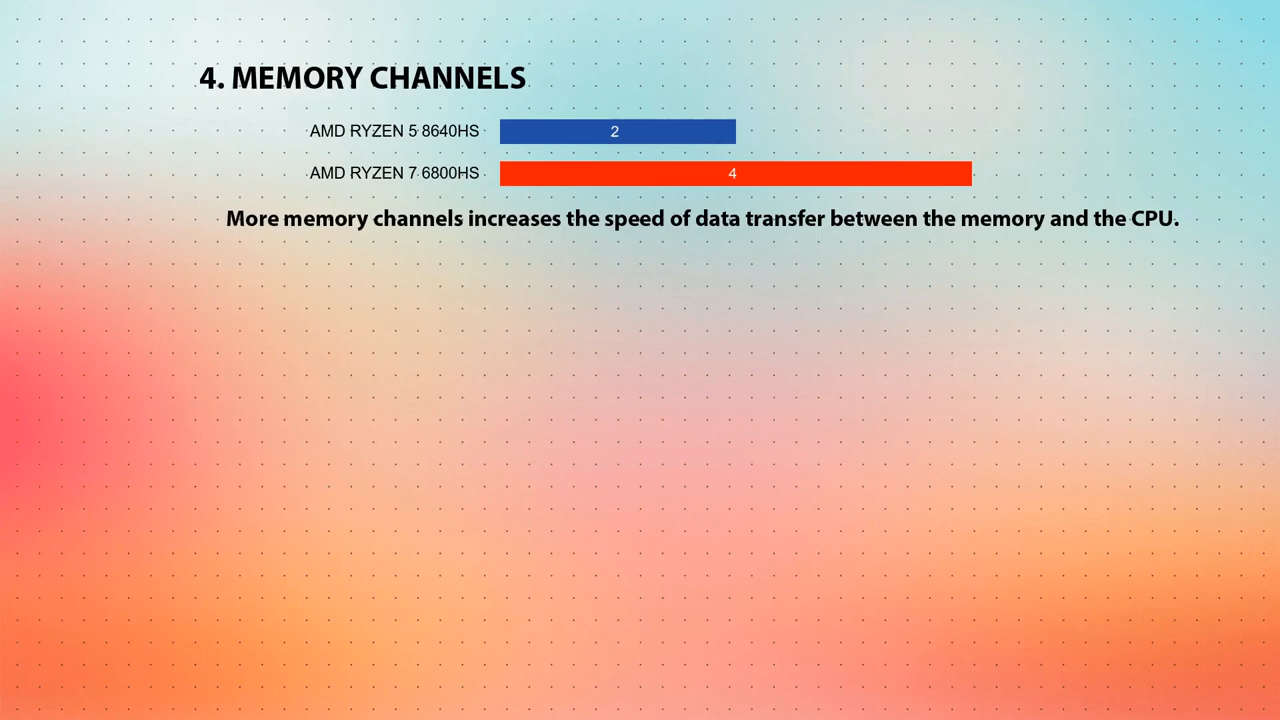 4. MEMORY CHANNELS
AMD RYZEN 5 8640HS 2
AMD RYZEN 7 6800HS 4
More memory channels increases the speed of data transfer between the memory and the CPU.